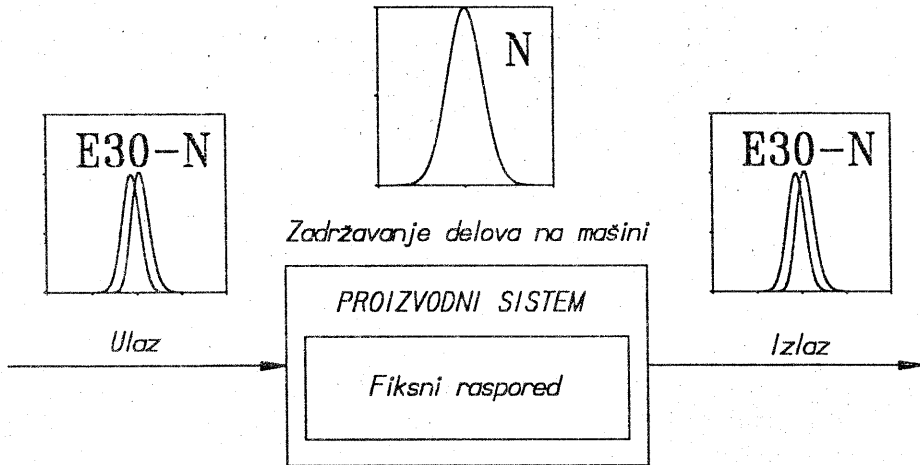 N
E30-N
E30-N
Zadržavanje delova na mašini
PROIZVODNI SISTEM
Ulaz
Izlaz
Fiksni raspored